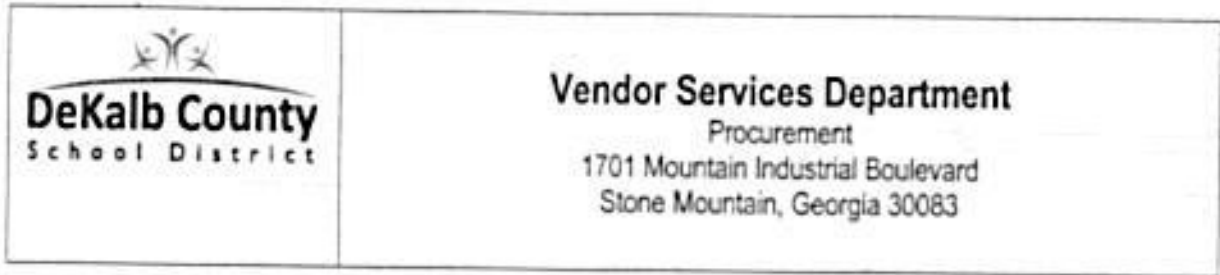 DeKalb County
School District
Vendor Services Department
Procurement
1701 Mountain Industrial Boulevard
Stone Mountain, Georgia 30083